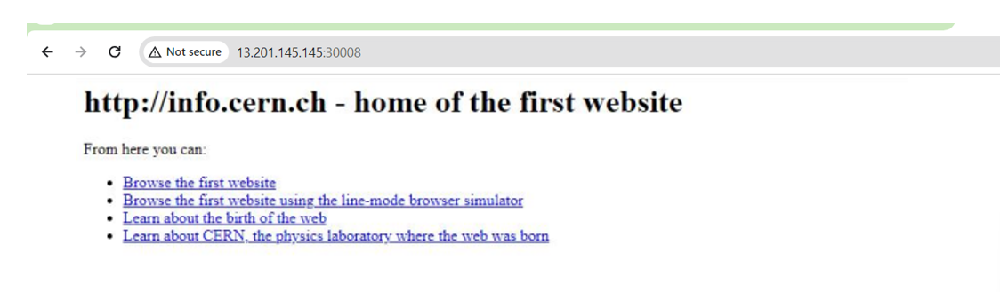 Not secure 13.201.145.145:30008
http://info.cern.ch - home of the first website
From here you can:
Browse the first website
Browse the first website using the line-mode browser simulator
Learn about the birth of the web
Learn about CERN, the physics laboratory where the web was born